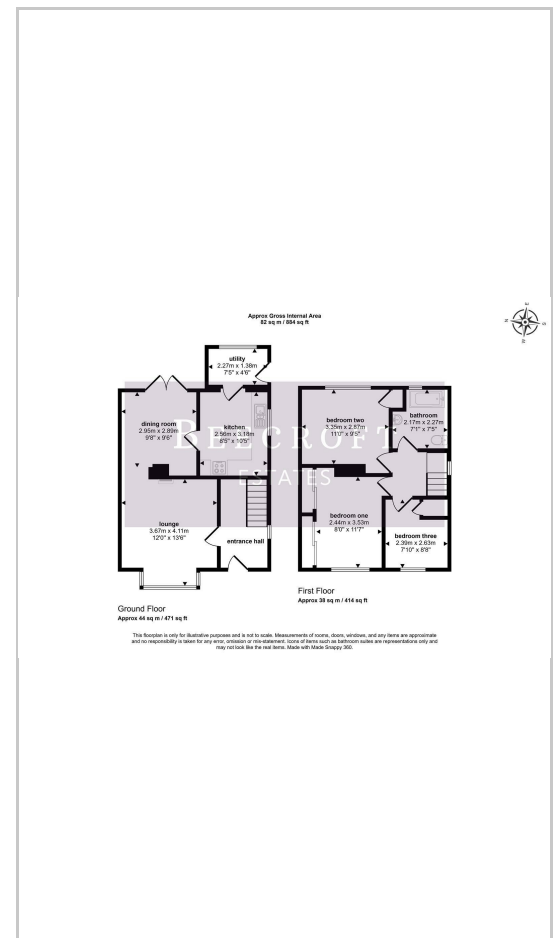 Approx Gross Internal Area
82 sq m / 884 sq ft
E
N
S
W
utility
2.27m x 1.38m
7'5" x 4'6"
dining room
2.95m x 2.89m
9'8" x 9'6"
kitchen
2.56m x 3.18m
8'5" x 10'5"
lounge
3.67m x 4.11m
12'0" x 13'6"
entrance hall
Ground Floor
Approx 44 sq m / 471 sq ft
bedroom two
3.35m x 2.87m
11'0" x 9'5"
bathroom
2.17m x 2.27m
7'1" x 7'5"
bedroom one
2.44m x 3.53m
8'0" x 11'7"
bedroom three
2.39m x 2.63m
7'10" x 8'8"
First Floor
Approx 38 sq m / 414 sq ft
BELCROFT
ESTATES
This floorplan is only for illustrative purposes and is not to scale. Measurements of rooms, doors, windows, and any items are approximate
and no responsibility is taken for any error, omission or mis-statement. Icons of items such as bathroom suites are representations only and
may not look like the real items. Made with Made Snappy 360.